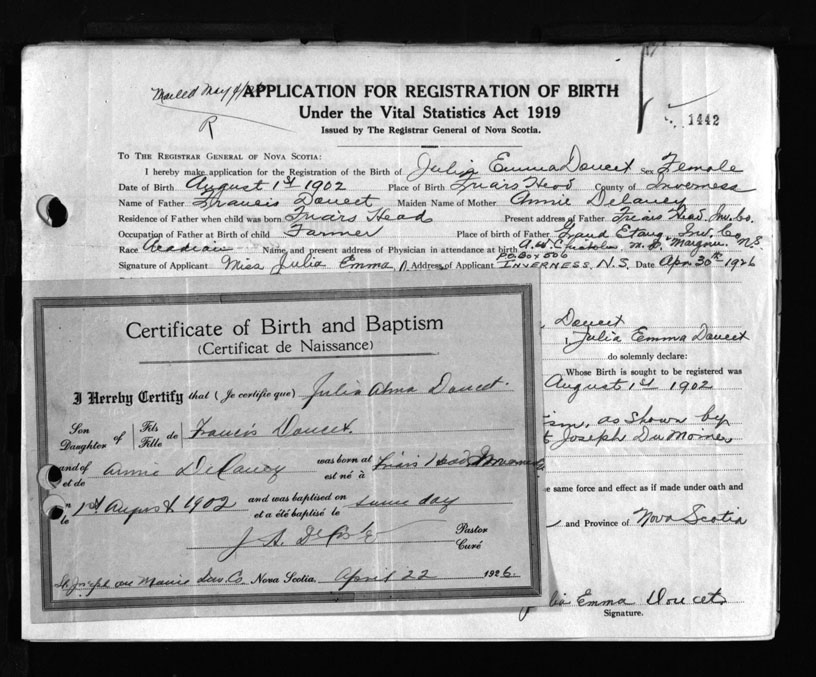 Mailed May
APPLICATION FOR REGISTRATION OF BIRTH
R
Under the Vital Statistics Act 1919
Issued by The Registrar General of Nova Scotia.
1442
TO THE REGISTRAR GENERAL OF NOVA SCOTIA:
I hereby make application for the Registration of the Birth of Julia Emma Doucet Sex Female
Date of Birth August 1st 1902 Place of Birth Friars Head County of Inverness
Name of Father Francis Doucet Maiden Name of Mother Annie Delaney
Residence of Father when child was born Friars Head Present address of Father Friars Head Inv. Co.
Occupation of Father at Birth of child Farmer Place of birth of Father Grand Etang, Inv. Co. N.S.
Race Acadian Name, and present address of Physician in attendance at birth M.D. Margaree
P.O. Box 506
Signature of Applicant Miss Julia Emma D Address of Applicant INVERNESS, N.S. Date Apr. 30th 1926
Doucet
, Julia Emma Doucet
do solemnly declare:
Whose Birth is sought to be registered was
August 1st 1902
ism, as shown by
t Joseph Du Moine
e same force and effect as if made under oath and
and Province of Nova Scotia
lia Emma Doucet
Signature.
Certificate of Birth and Baptism
(Certificat de Naissance)
I Hereby Certify that (Je certifie que) Julia Alma Doucet.
Son Daughter of Fils Fille de Francis Doucet.
and of et de Annie DeLaney was born at est né à Friars Head Inverness
on le 1st August 1902 and was baptised on et a été baptisé le same day
J. A. Pastor Curé
St. Joseph du Moine Inv. Co. Nova Scotia. April 22 1926.